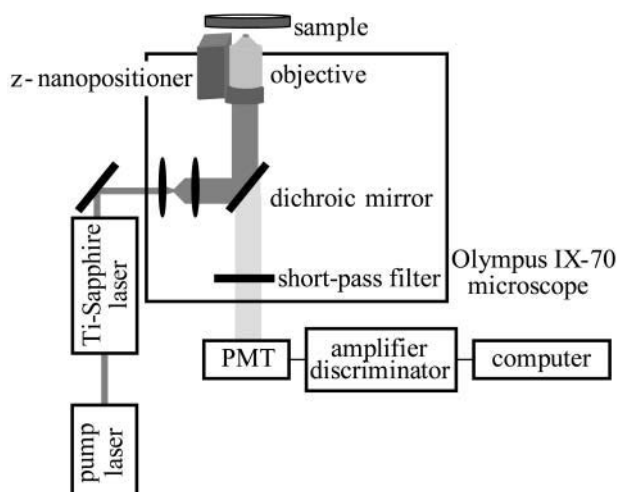 sample
z- nanopositioner
objective
dichroic mirror
short-pass filter
Olympus IX-70
microscope
Ti-Sapphire
laser
PMT
amplifier
discriminator
computer
pump
laser